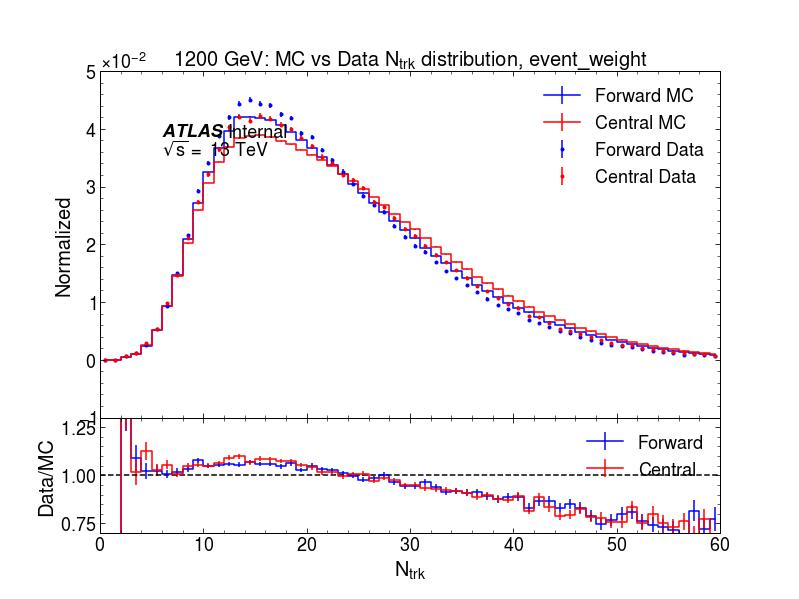 ×10⁻²
1200 GeV: MC vs Data Ntrk distribution, event_weight
5
4
3
2
1
0
−1
Normalized
ATLAS Internal
√s = 13 TeV
Forward MC
Central MC
Forward Data
Central Data
1.25
1.00
0.75
Data/MC
Forward
Central
0 10 20 30 40 50 60
Ntrk